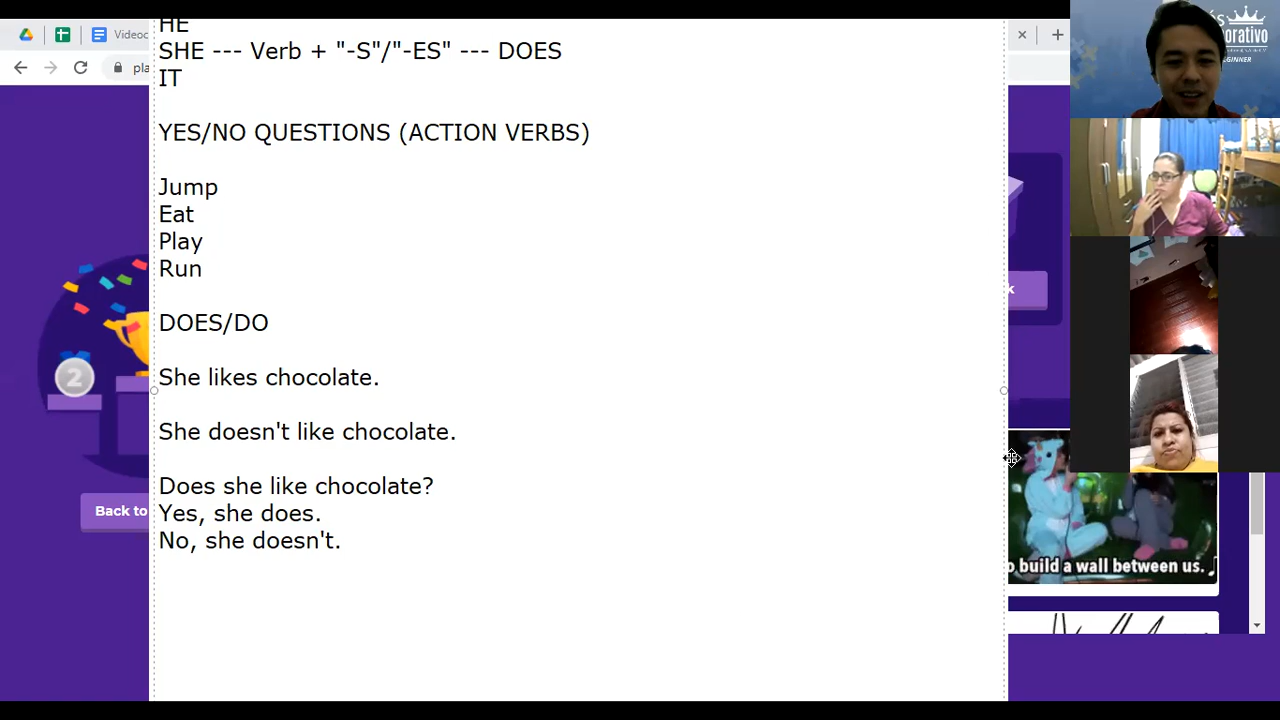 HE
SHE --- Verb + "-S"/"-ES" --- DOES
IT
YES/NO QUESTIONS (ACTION VERBS)
Jump
Eat
Play
Run
DOES/DO
She likes chocolate.
She doesn't like chocolate.
Does she like chocolate?
Yes, she does.
No, she doesn't.
2
Back to
o build a wall between us. ♫